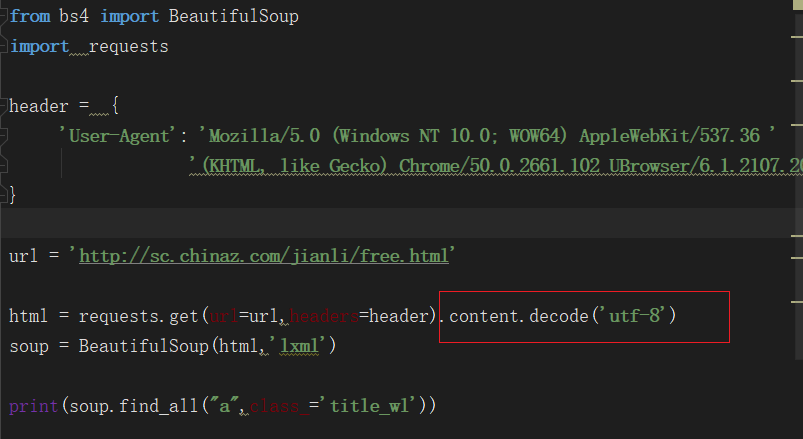 from bs4 import BeautifulSoup
import  requests
header =  {
'User-Agent': 'Mozilla/5.0 (Windows NT 10.0; WOW64) AppleWebKit/537.36 '
'(KHTML, like Gecko) Chrome/50.0.2661.102 UBrowser/6.1.2107.20
}
url = 'http://sc.chinaz.com/jianli/free.html'
html = requests.get(url=url,headers=header).content.decode('utf-8')
soup = BeautifulSoup(html,'lxml')
print(soup.find_all("a",class_='title_wl'))